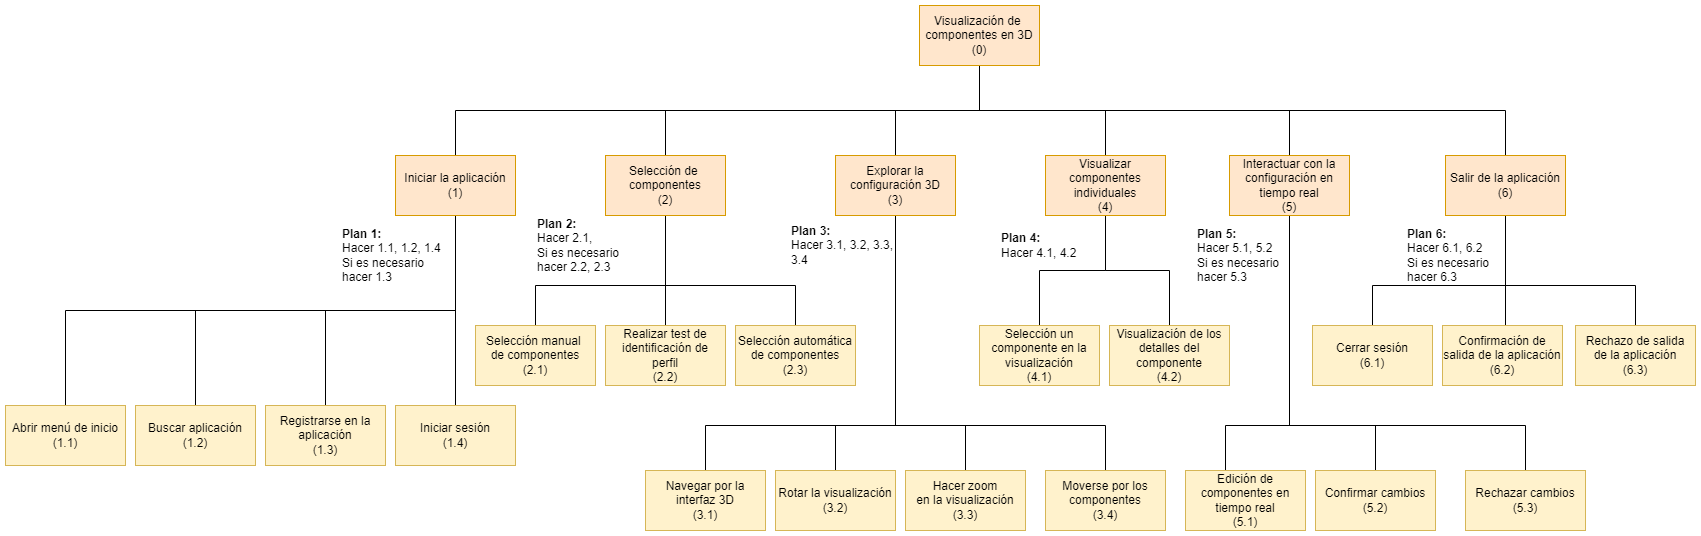 Visualización de
componentes en 3D
(0)
Iniciar la aplicación
(1)
Selección de
componentes
(2)
Explorar la
configuración 3D
(3)
Visualizar
componentes
individuales
(4)
Interactuar con la
configuración en
tiempo real
(5)
Salir de la aplicación
(6)
Plan 1:
Hacer 1.1, 1.2, 1.4
Si es necesario
hacer 1.3
Plan 2:
Hacer 2.1,
Si es necesario
hacer 2.2, 2.3
Plan 3:
Hacer 3.1, 3.2, 3.3,
3.4
Plan 4:
Hacer 4.1, 4.2
Plan 5:
Hacer 5.1, 5.2
Si es necesario
hacer 5.3
Plan 6:
Hacer 6.1, 6.2
Si es necesario
hacer 6.3
Selección manual
de componentes
(2.1)
Realizar test de
identificación de
perfil
(2.2)
Selección automática
de componentes
(2.3)
Selección un
componente en la
visualización
(4.1)
Visualización de los
detalles del
componente
(4.2)
Cerrar sesión
(6.1)
Confirmación de
salida de la aplicación
(6.2)
Rechazo de salida
de la aplicación
(6.3)
Abrir menú de inicio
(1.1)
Buscar aplicación
(1.2)
Registrarse en la
aplicación
(1.3)
Iniciar sesión
(1.4)
Navegar por la
interfaz 3D
(3.1)
Rotar la visualización
(3.2)
Hacer zoom
en la visualización
(3.3)
Moverse por los
componentes
(3.4)
Edición de
componentes en
tiempo real
(5.1)
Confirmar cambios
(5.2)
Rechazar cambios
(5.3)